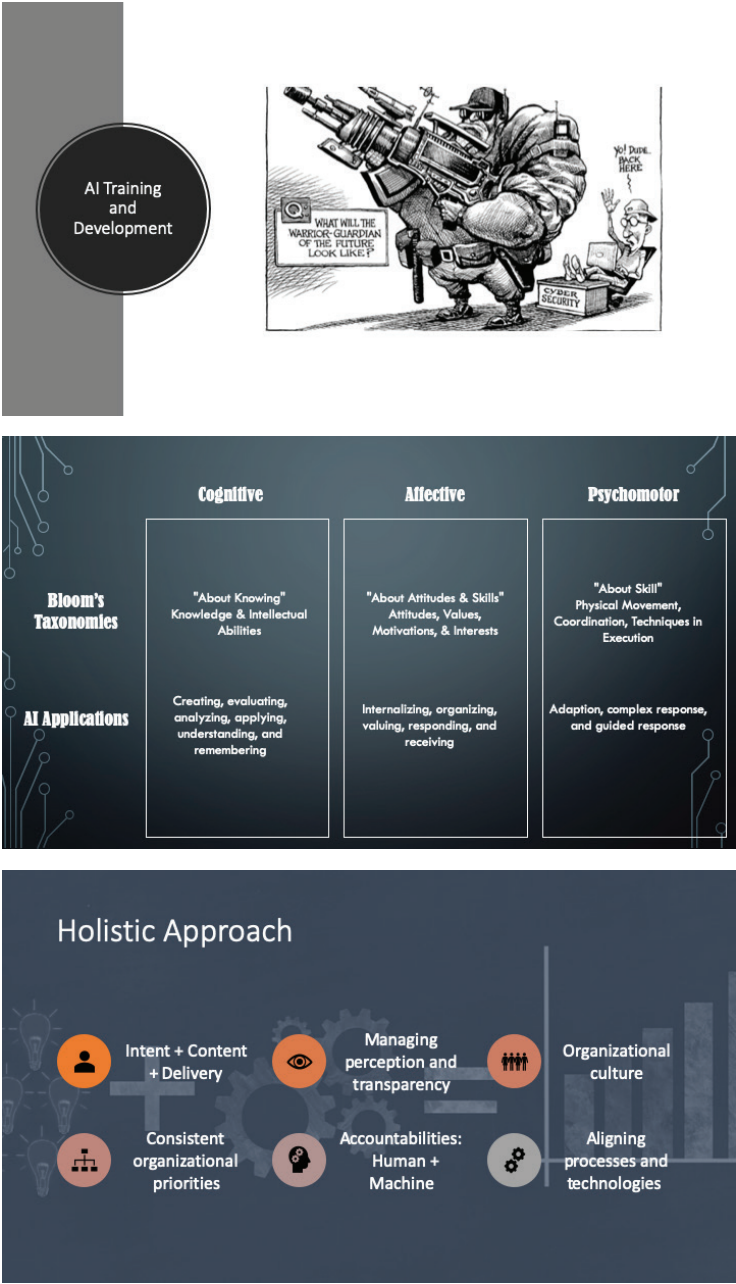 AI Training
and
Development
YO! DUDE.
BACK
HERE
Q:
WHAT WILL THE
WARRIOR-GUARDIAN
OF THE FUTURE
LOOK LIKE?
CYBER
SECURITY
Cognitive
Affective
Psychomotor
Bloom's
Taxonomies
"About Knowing"
Knowledge & Intellectual
Abilities
"About Attitudes & Skills"
Attitudes, Values,
Motivations, & Interests
"About Skill"
Physical Movement,
Coordination, Techniques in
Execution
AI Applications
Creating, evaluating,
analyzing, applying,
understanding, and
remembering
Internalizing, organizing,
valuing, responding, and
receiving
Adaption, complex response,
and guided response
Holistic Approach
Intent + Content
+ Delivery
Managing
perception and
transparency
Organizational
culture
Consistent
organizational
priorities
Accountabilities:
Human +
Machine
Aligning
processes and
technologies